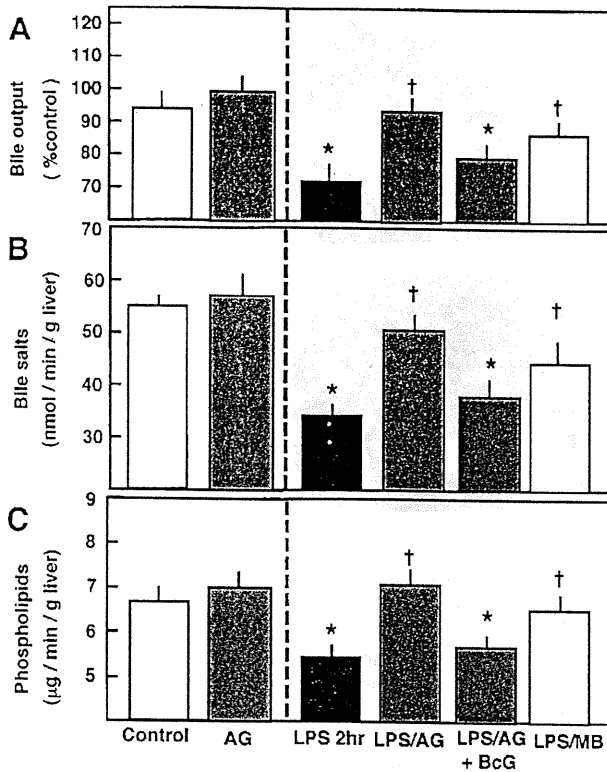 A
Bile output
(%control)
120
110
100
90
80
70
*
†
*
†
B
Bile salts
(nmol / min / g liver)
70
60
50
40
30
*
†
*
†
C
Phospholipids
(µg / min / g liver)
9
8
7
6
5
*
†
*
†
Control
AG
LPS 2hr
LPS/AG
LPS/AG
+ BcG
LPS/MB